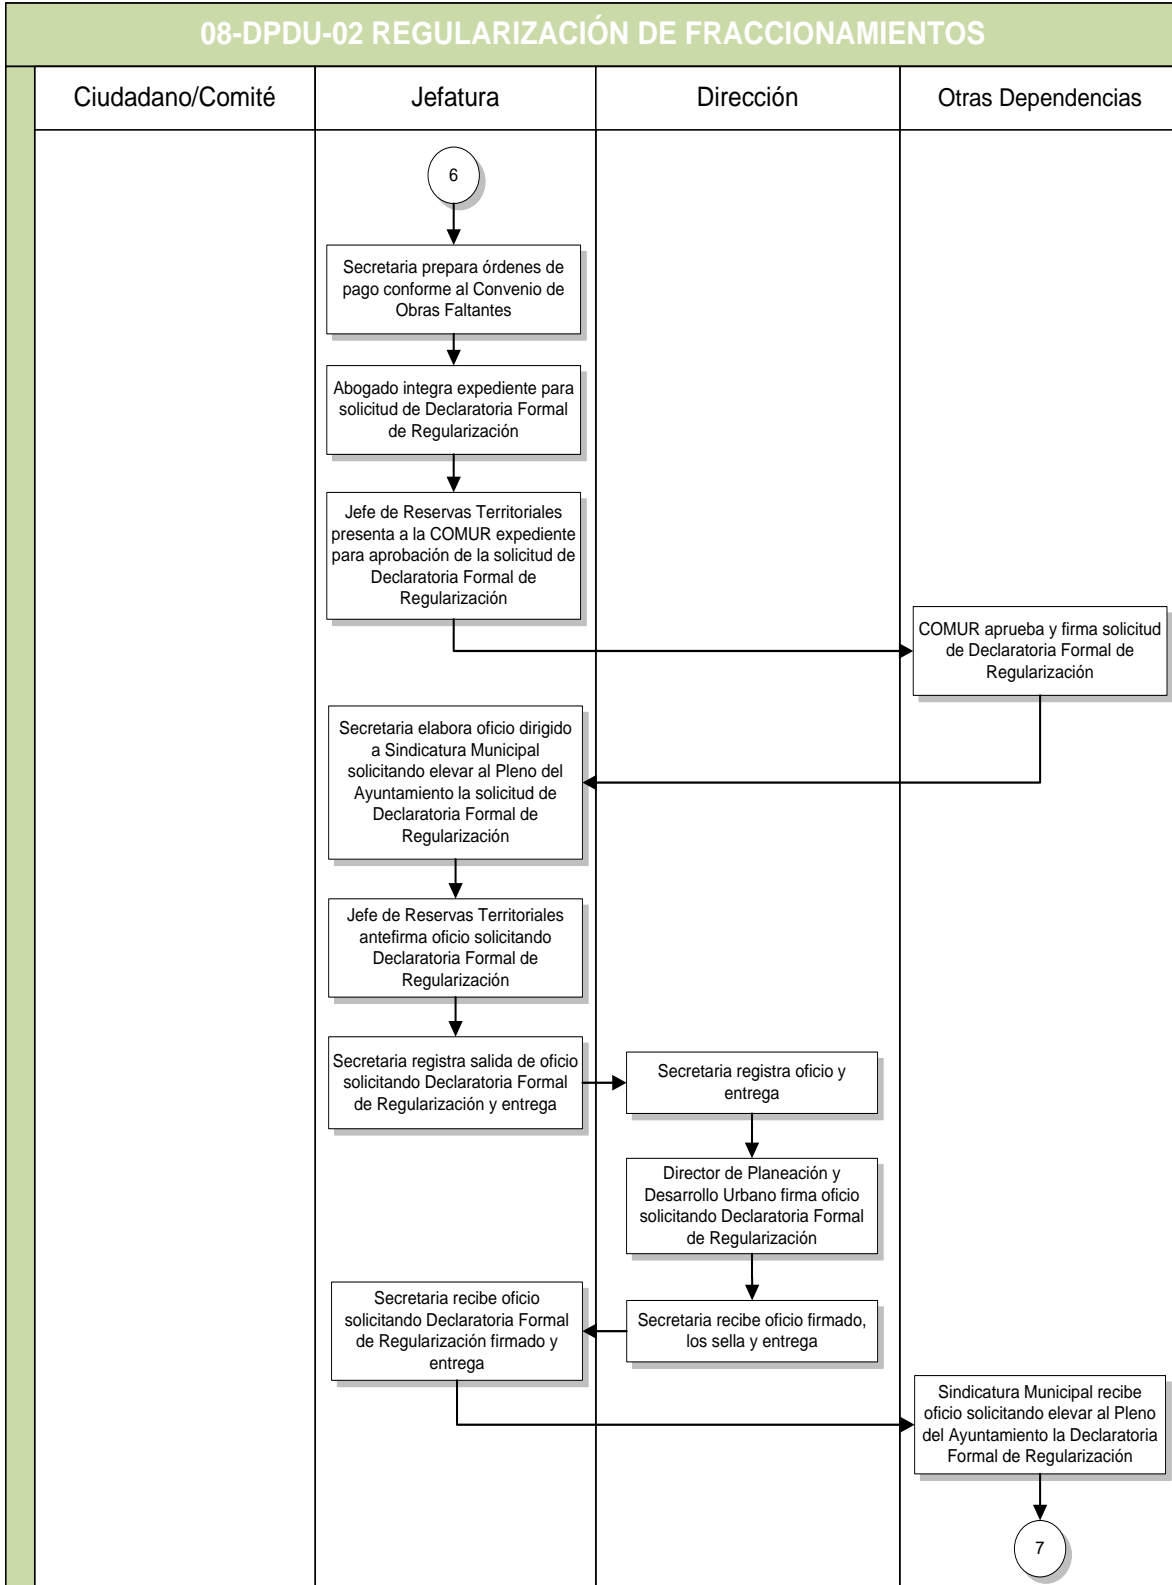 08-DPDU-02 REGULARIZACIÓN DE FRACCIONAMIENTOS
Ciudadano/Comité
Jefatura
Dirección
Otras Dependencias
6
Secretaria prepara órdenes de
pago conforme al Convenio de
Obras Faltantes
Abogado integra expediente para
solicitud de Declaratoria Formal
de Regularización
Jefe de Reservas Territoriales
presenta a la COMUR expediente
para aprobación de la solicitud de
Declaratoria Formal de
Regularización
COMUR aprueba y firma solicitud
de Declaratoria Formal de
Regularización
Secretaria elabora oficio dirigido
a Sindicatura Municipal
solicitando elevar al Pleno del
Ayuntamiento la solicitud de
Declaratoria Formal de
Regularización
Jefe de Reservas Territoriales
antefirma oficio solicitando
Declaratoria Formal de
Regularización
Secretaria registra salida de oficio
solicitando Declaratoria Formal
de Regularización y entrega
Secretaria registra oficio y
entrega
Director de Planeación y
Desarrollo Urbano firma oficio
solicitando Declaratoria Formal
de Regularización
Secretaria recibe oficio firmado,
los sella y entrega
Secretaria recibe oficio
solicitando Declaratoria Formal
de Regularización firmado y
entrega
Sindicatura Municipal recibe
oficio solicitando elevar al Pleno
del Ayuntamiento la Declaratoria
Formal de Regularización
7